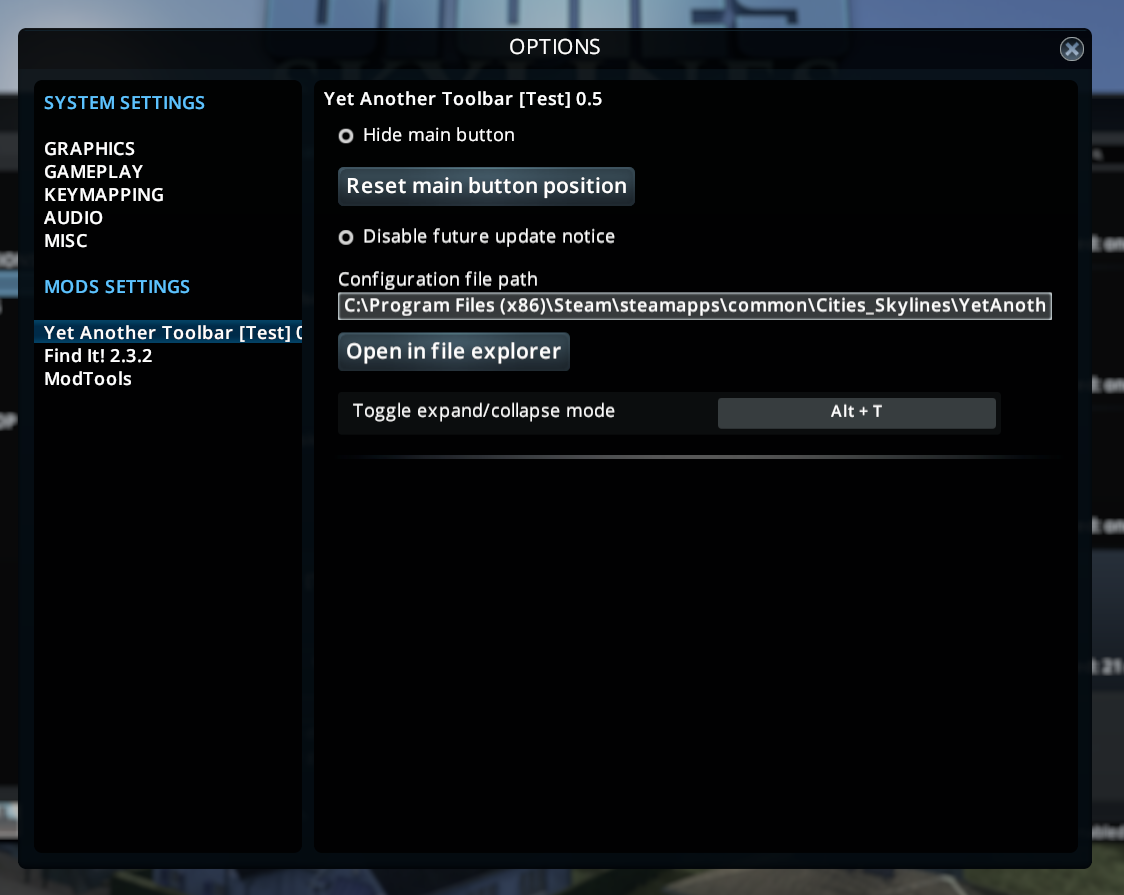 OPTIONS
SYSTEM SETTINGS
GRAPHICS
GAMEPLAY
KEYMAPPING
AUDIO
MISC
MODS SETTINGS
Yet Another Toolbar [Test] 0
Find It! 2.3.2
ModTools
Yet Another Toolbar [Test] 0.5
Hide main button
Reset main button position
Disable future update notice
Configuration file path
C:\Program Files (x86)\Steam\steamapps\common\Cities_Skylines\YetAnoth
Open in file explorer
Toggle expand/collapse mode
Alt + T